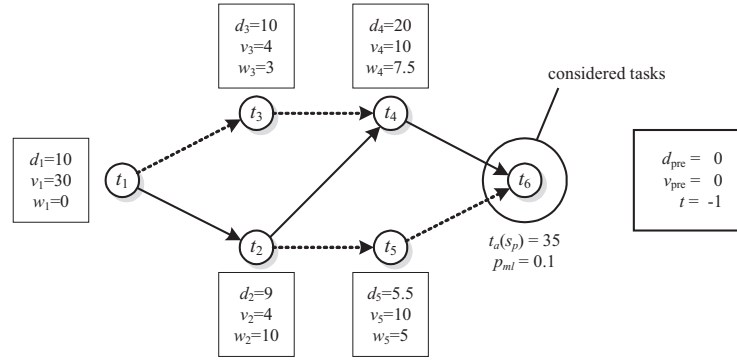 d3=10
v3=4
w3=3
d4=20
v4=10
w4=7.5
considered tasks
t3
t4
d1=10
v1=30
w1=0
t1
t6
dpre = 0
vpre = 0
t = -1
ta(sp) = 35
pml = 0.1
t2
t5
d2=9
v2=4
w2=10
d5=5.5
v5=10
w5=5